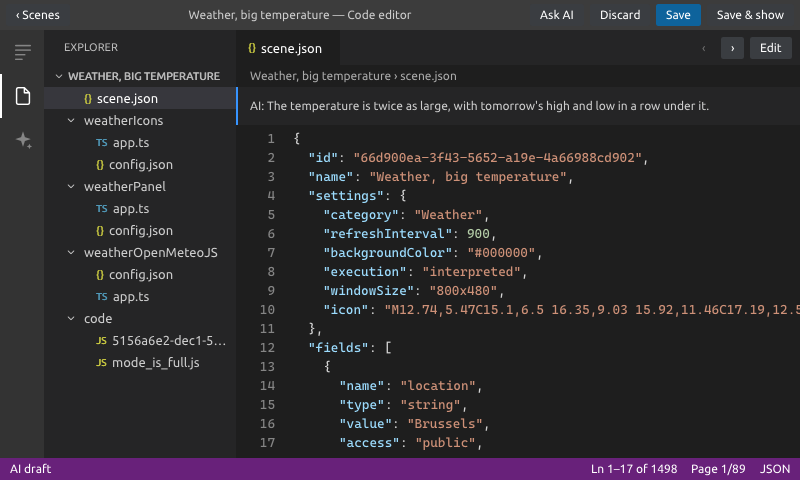 ‹ Scenes
Weather, big temperature — Code editor
Ask AI
Discard
Save
Save & show
EXPLORER
WEATHER, BIG TEMPERATURE
{} scene.json
weatherIcons
TS app.ts
{} config.json
weatherPanel
TS app.ts
{} config.json
weatherOpenMeteoJS
{} config.json
TS app.ts
code
JS 5156a6e2-dec1-5…
JS mode_is_full.js
{} scene.json
‹
›
Edit
Weather, big temperature › scene.json
AI: The temperature is twice as large, with tomorrow's high and low in a row under it.
1 {
2 "id": "66d900ea-3f43-5652-a19e-4a66988cd902",
3 "name": "Weather, big temperature",
4 "settings": {
5 "category": "Weather",
6 "refreshInterval": 900,
7 "backgroundColor": "#000000",
8 "execution": "interpreted",
9 "windowSize": "800x480",
10 "icon": "M12.74,5.47C15.1,6.5 16.35,9.03 15.92,11.46C17.19,12.5
11 },
12 "fields": [
13 {
14 "name": "location",
15 "type": "string",
16 "value": "Brussels",
17 "access": "public",
AI draft
Ln 1–17 of 1498
Page 1/89
JSON